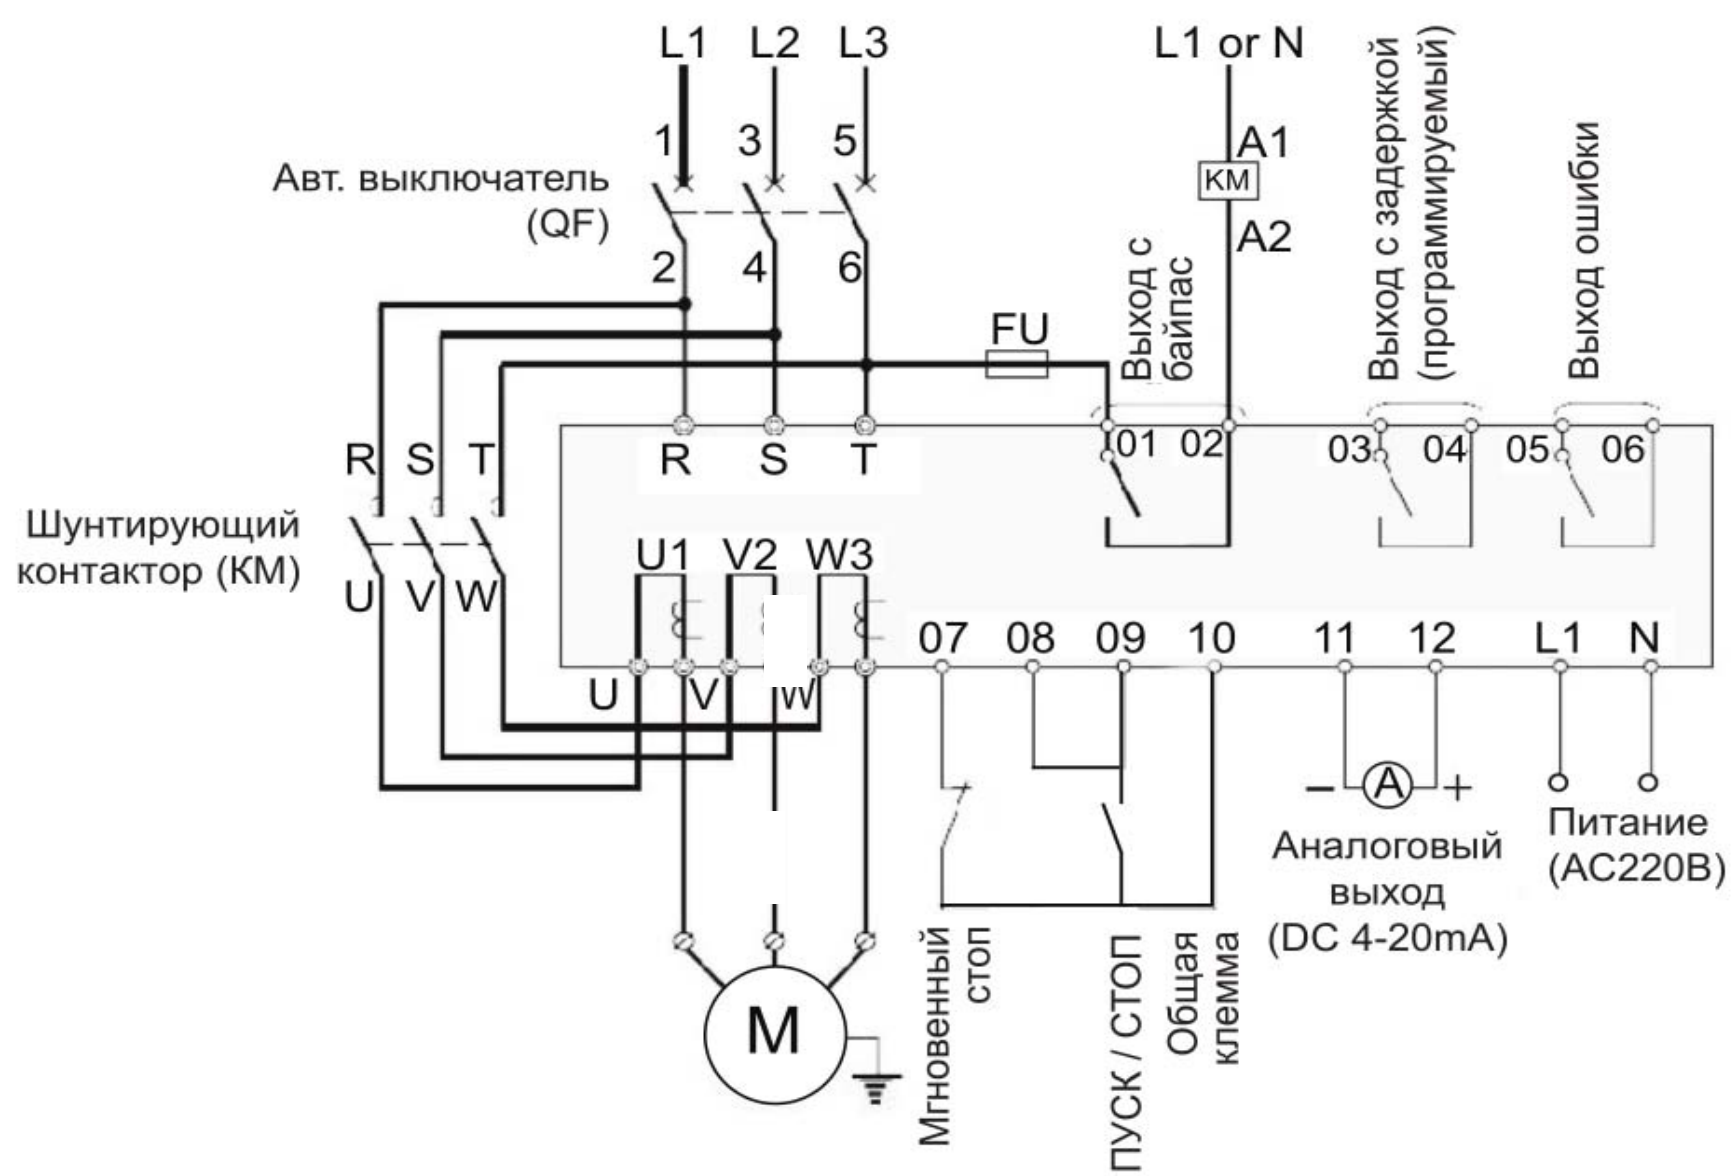 L1 L2 L3
L1 or N
1 3 5
A1
Авт. выключатель
(QF)
KM
A2
2 4 6
FU
Выход с
байпас
Выход с задержкой
(программируемый)
Выход ошибки
R S T
R S T
01 02
03 04
05 06
Шунтирующий
контактор (КМ)
U V W
U1 V2 W3
07 08 09 10 11 12 L1 N
U V W
− A +
Аналоговый
выход
(DC 4-20mA)
Питание
(AC220В)
Мгновенный
стоп
ПУСК / СТОП
Общая
клемма
M